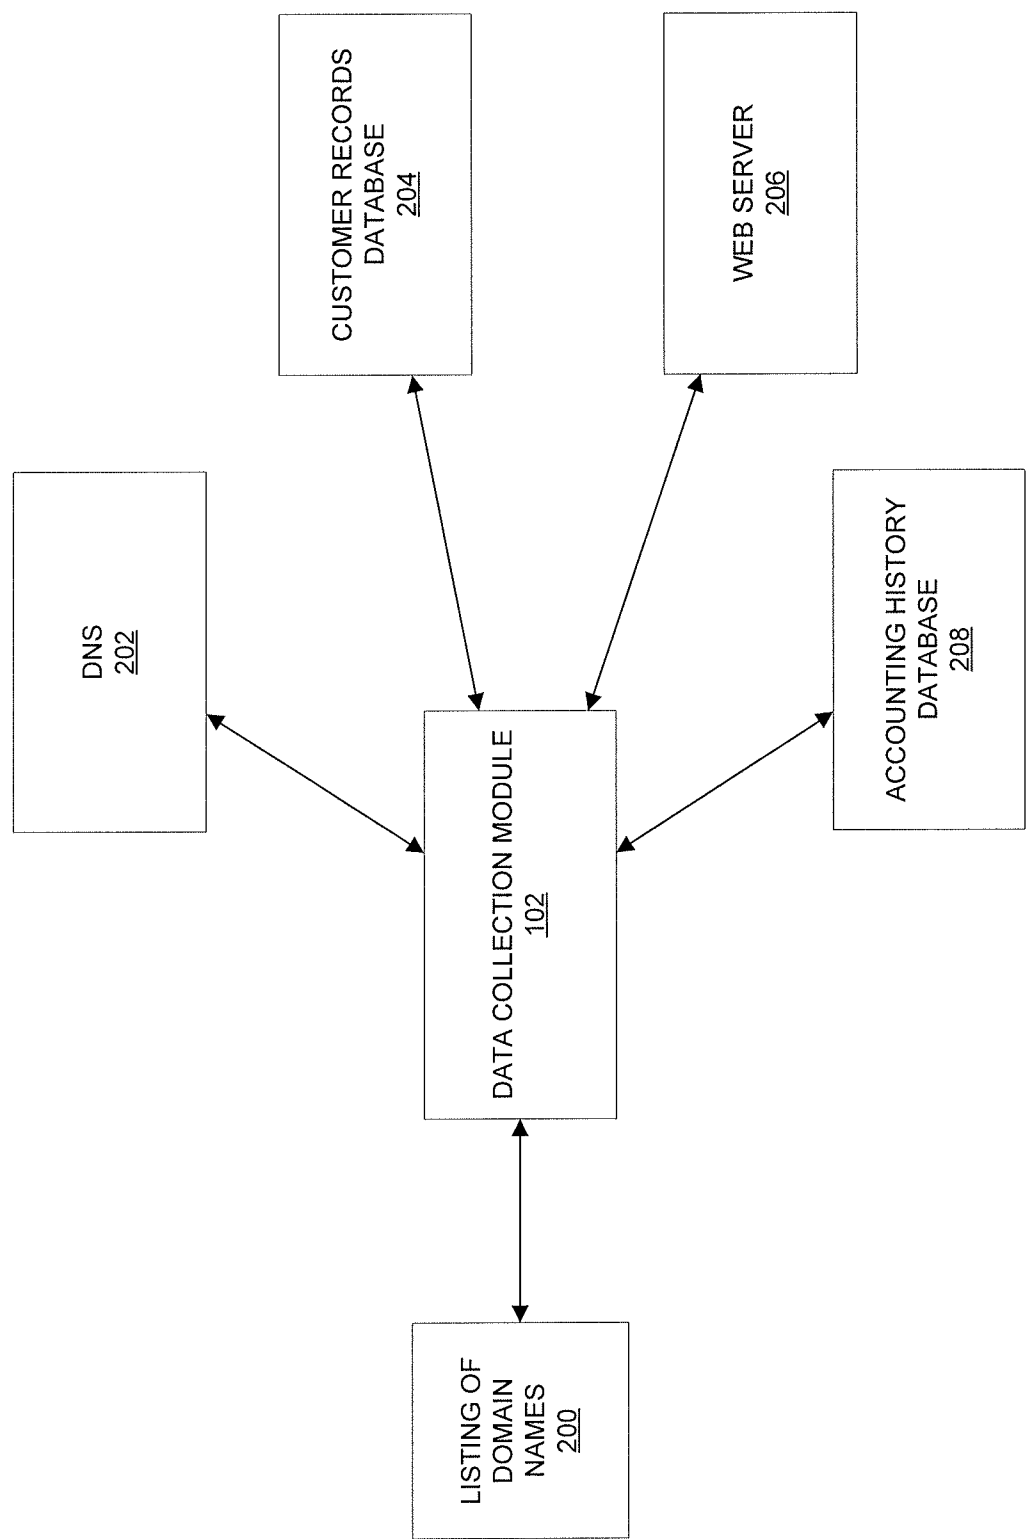 DNS
202
CUSTOMER RECORDS
DATABASE
204
LISTING OF
DOMAIN
NAMES
200
DATA COLLECTION MODULE
102
WEB SERVER
206
ACCOUNTING HISTORY
DATABASE
208